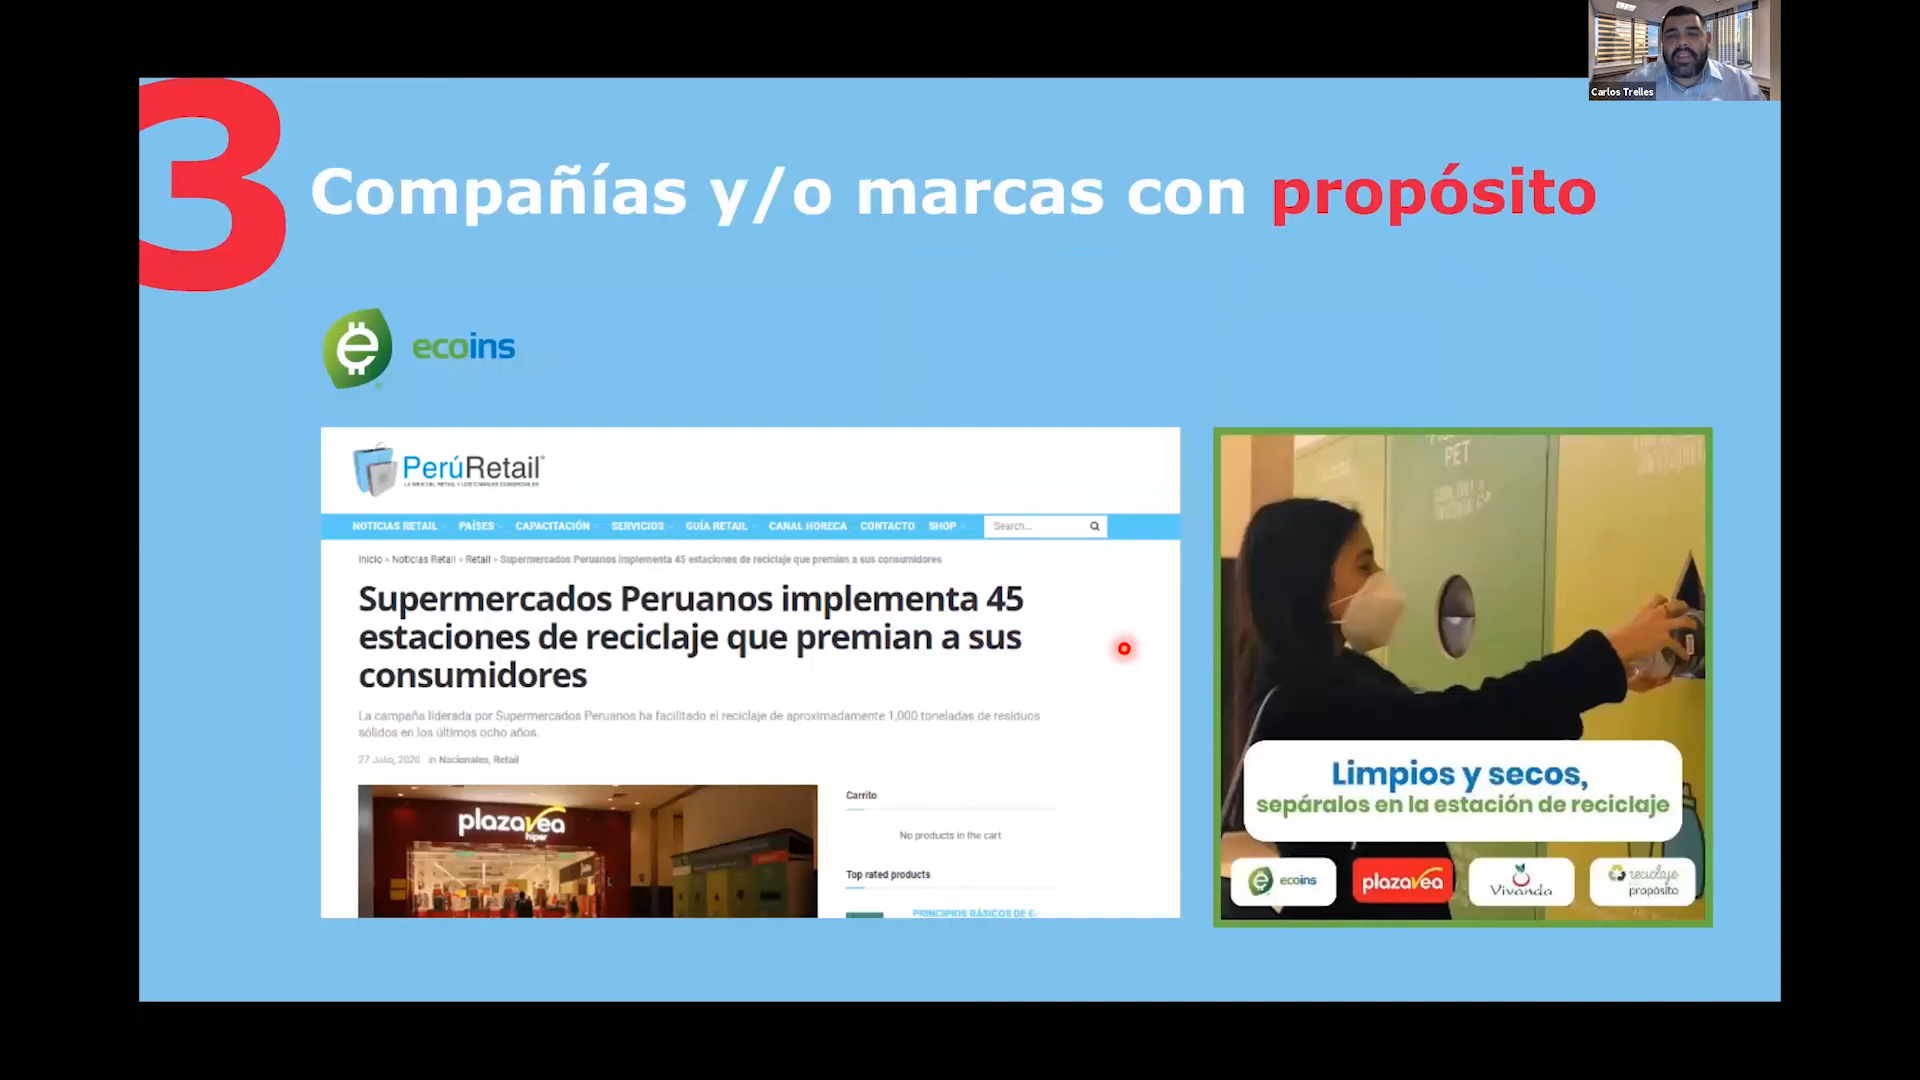 Carlos Trelles
3
Compañías y/o marcas con propósito
ecoins
PerúRetail
NOTICIAS RETAIL PAÍSES CAPACITACIÓN SERVICIOS GUÍA RETAIL CANAL HORECA CONTACTO SHOP Search...
Inicio » Noticias Retail » Retail » Supermercados Peruanos implementa 45 estaciones de reciclaje que premian a sus consumidores
Supermercados Peruanos implementa 45
estaciones de reciclaje que premian a sus
consumidores
La campaña liderada por Supermercados Peruanos ha facilitado el reciclaje de aproximadamente 1,000 toneladas de residuos
sólidos en los últimos ocho años.
27 Julio, 2020 in Nacionales, Retail
plazavea
hiper
Carrito
No products in the cart
Top rated products
PRINCIPIOS BÁSICOS DE E-
PET
Limpios y secos,
sepáralos en la estación de reciclaje
ecoins
plazavea
Vivanda
reciclaje
propósito